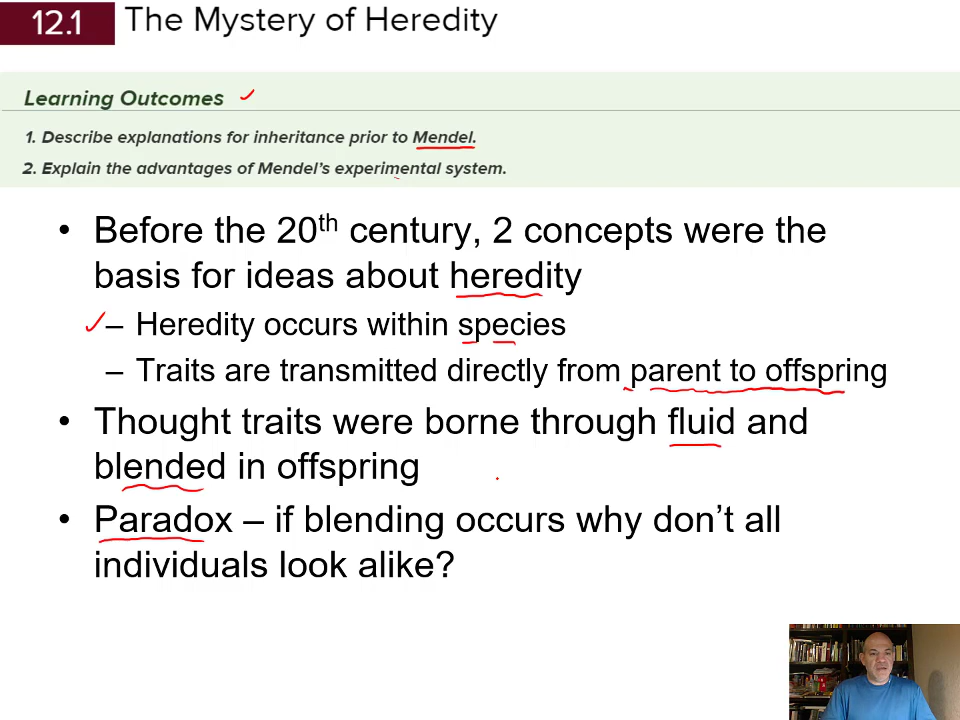 12.1 The Mystery of Heredity
Learning Outcomes
1. Describe explanations for inheritance prior to Mendel.
2. Explain the advantages of Mendel's experimental system.
• Before the 20th century, 2 concepts were the
basis for ideas about heredity
– Heredity occurs within species
– Traits are transmitted directly from parent to offspring
• Thought traits were borne through fluid and
blended in offspring
• Paradox – if blending occurs why don't all
individuals look alike?